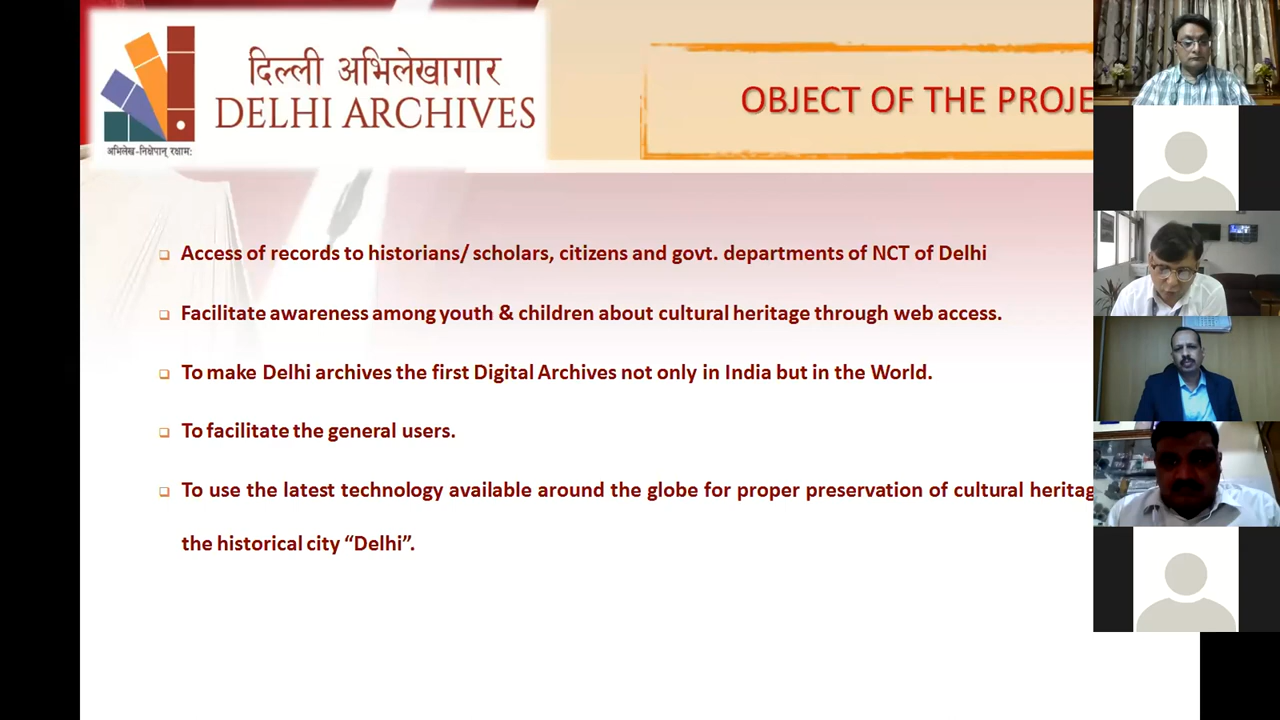 दिल्ली अभिलेखागार
DELHI ARCHIVES
अभिलेख-निक्षेपान् रक्षामः
OBJECT OF THE
Access of records to historians/ scholars, citizens and govt. departments of NCT of Delhi
Facilitate awareness among youth & children about cultural heritage through web access.
To make Delhi archives the first Digital Archives not only in India but in the World.
To facilitate the general users.
To use the latest technology available around the globe for proper preservation of cultural
the historical city “Delhi”.